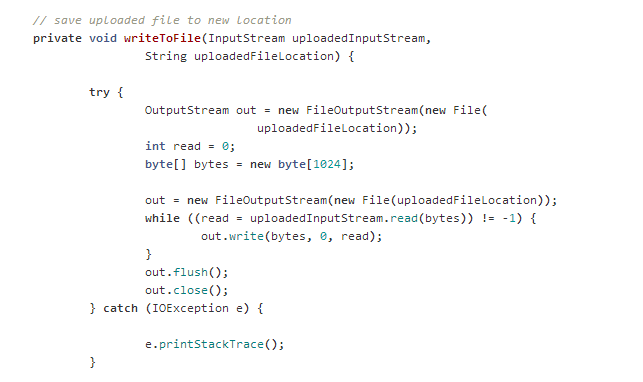 // save uploaded file to new location
private void writeToFile(InputStream uploadedInputStream,
String uploadedFileLocation) {
try {
OutputStream out = new FileOutputStream(new File(
uploadedFileLocation));
int read = 0;
byte[] bytes = new byte[1024];
out = new FileOutputStream(new File(uploadedFileLocation));
while ((read = uploadedInputStream.read(bytes)) != -1) {
out.write(bytes, 0, read);
}
out.flush();
out.close();
} catch (IOException e) {
e.printStackTrace();
}